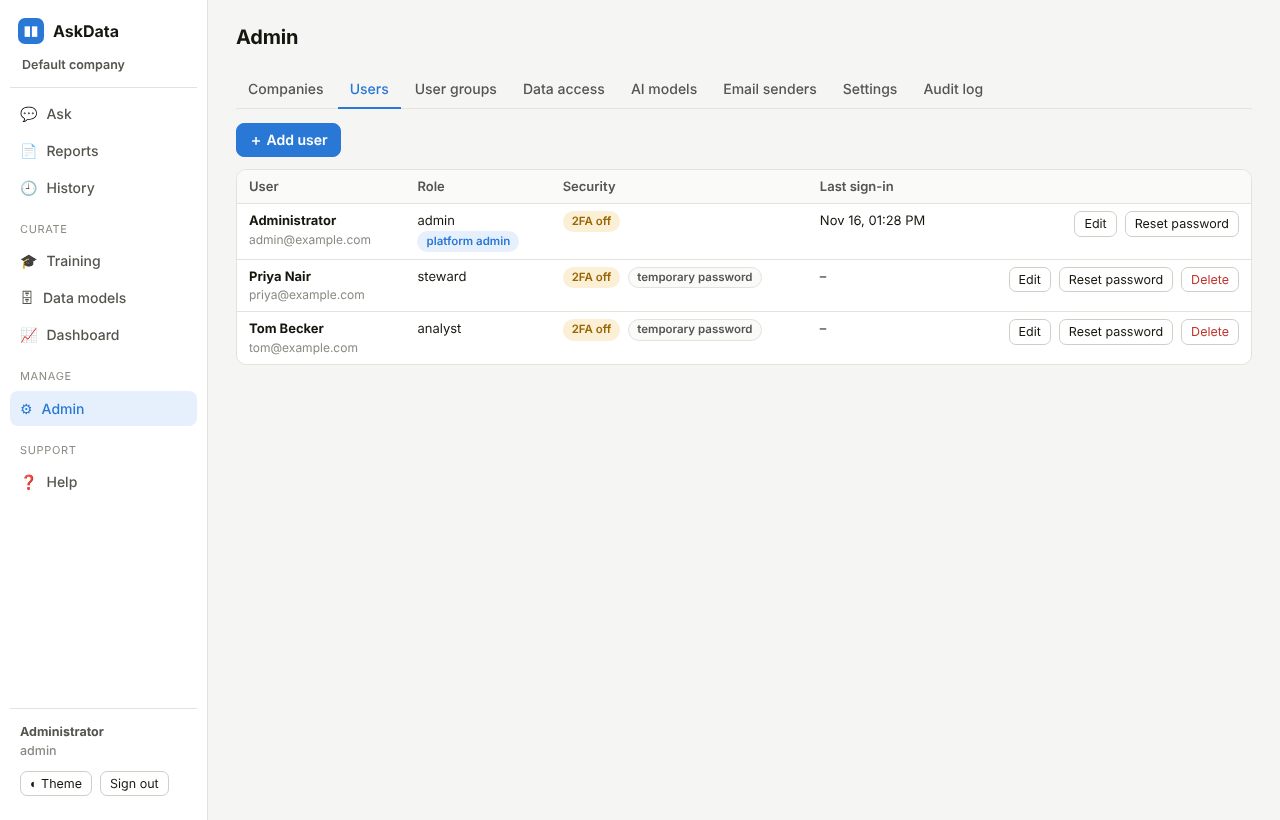 AskData
Default company
Ask
Reports
History
CURATE
Training
Data models
Dashboard
MANAGE
Admin
SUPPORT
Help
Administrator
admin
Theme
Sign out
Admin
Companies Users User groups Data access AI models Email senders Settings Audit log
+ Add user
User Role Security Last sign-in
Administrator admin 2FA off Nov 16, 01:28 PM Edit Reset password
admin@example.com platform admin
Priya Nair steward 2FA off temporary password – Edit Reset password Delete
priya@example.com
Tom Becker analyst 2FA off temporary password – Edit Reset password Delete
tom@example.com